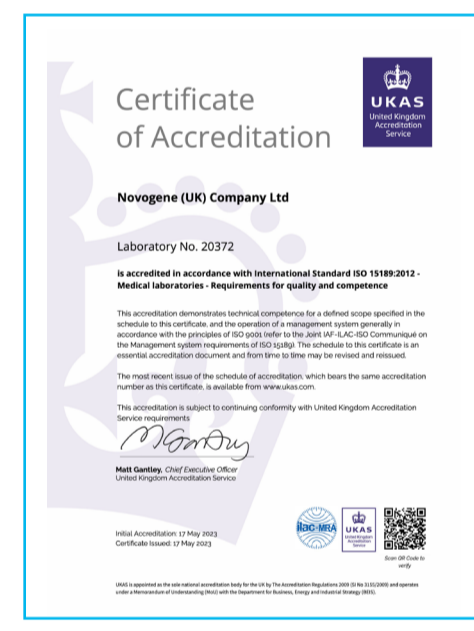 Certificate
of Accreditation
UKAS
United Kingdom
Accreditation
Service
Novogene (UK) Company Ltd
Laboratory No. 20372
is accredited in accordance with International Standard ISO 15189:2012 -
Medical laboratories - Requirements for quality and competence
This accreditation demonstrates technical competence for a defined scope specified in the
schedule to this certificate, and the operation of a management system generally in
accordance with the principles of ISO 9001 (refer to the Joint IAF-ILAC-ISO Communiqué on
the Management system requirements of ISO 15189). The schedule to this certificate is an
essential accreditation document and from time to time may be revised and reissued.
The most recent issue of the schedule of accreditation, which bears the same accreditation
number as this certificate, is available from www.ukas.com.
This accreditation is subject to continuing conformity with United Kingdom Accreditation
Service requirements
Matt Gantley, Chief Executive Officer
United Kingdom Accreditation Service
Initial Accreditation: 17 May 2023
Certificate Issued: 17 May 2023
ilac-MRA
UKAS
United Kingdom
Accreditation
Service
Scan QR Code to
verify
UKAS is appointed as the sole national accreditation body for the UK by The Accreditation Regulations 2009 (SI No 3155/2009) and operates
under a Memorandum of Understanding (MoU) with the Department for Business, Energy and Industrial Strategy (BEIS).